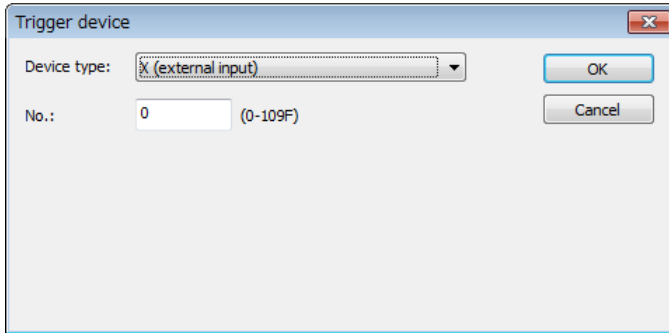 Trigger device
Device type: X (external input) OK
No.: 0 (0-109F) Cancel